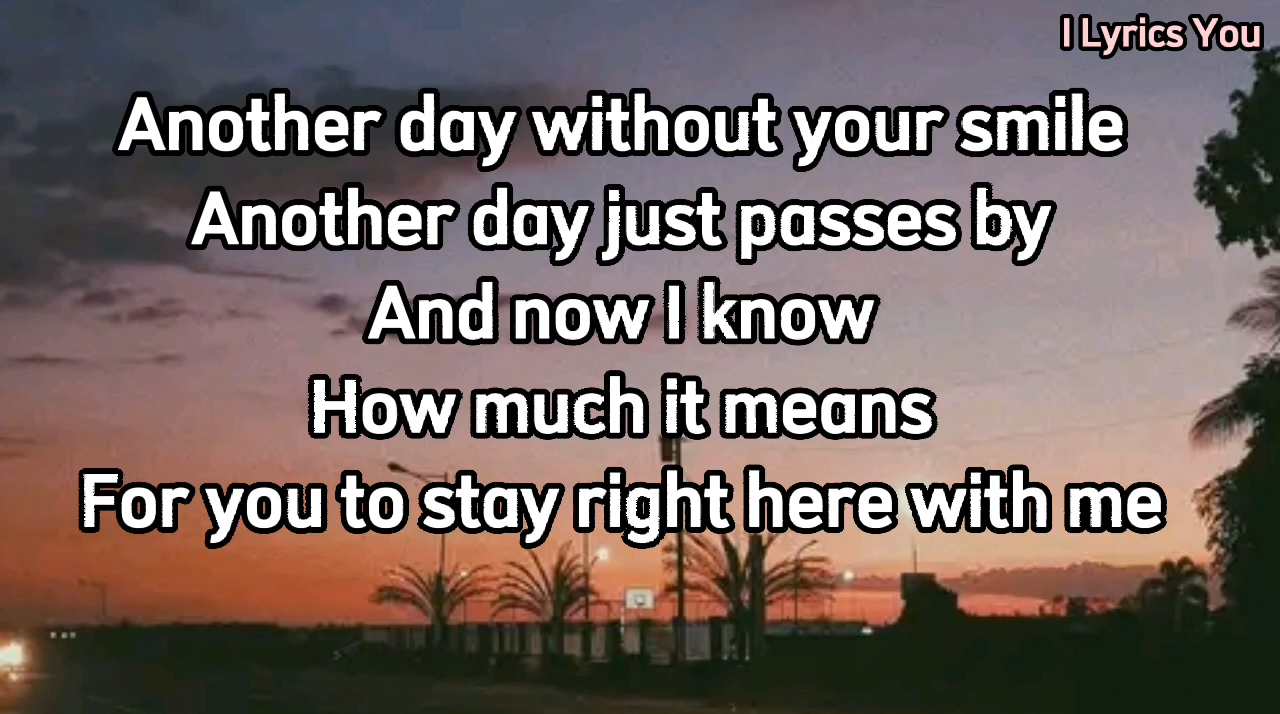 I Lyrics You
Another day without your smile
Another day just passes by
And now I know
How much it means
For you to stay right here with me